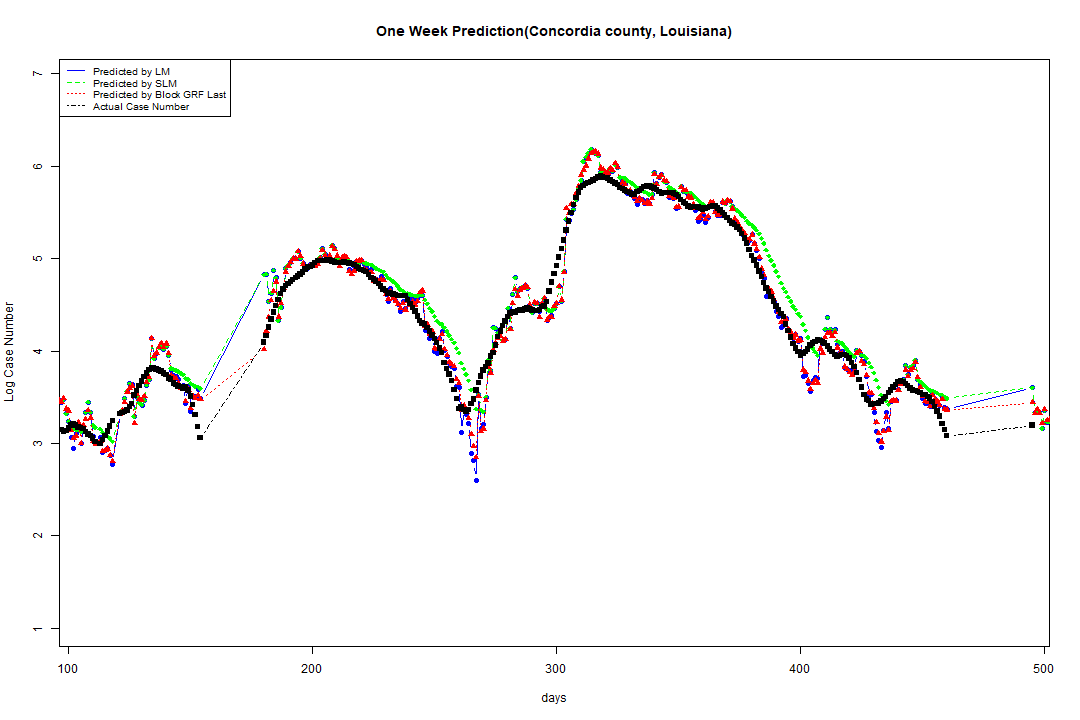 One Week Prediction(Concordia county, Louisiana)
Predicted by LM
Predicted by SLM
Predicted by Block GRF Last
Actual Case Number
7
6
5
4
3
2
1
Log Case Number
100 200 300 400 500
days